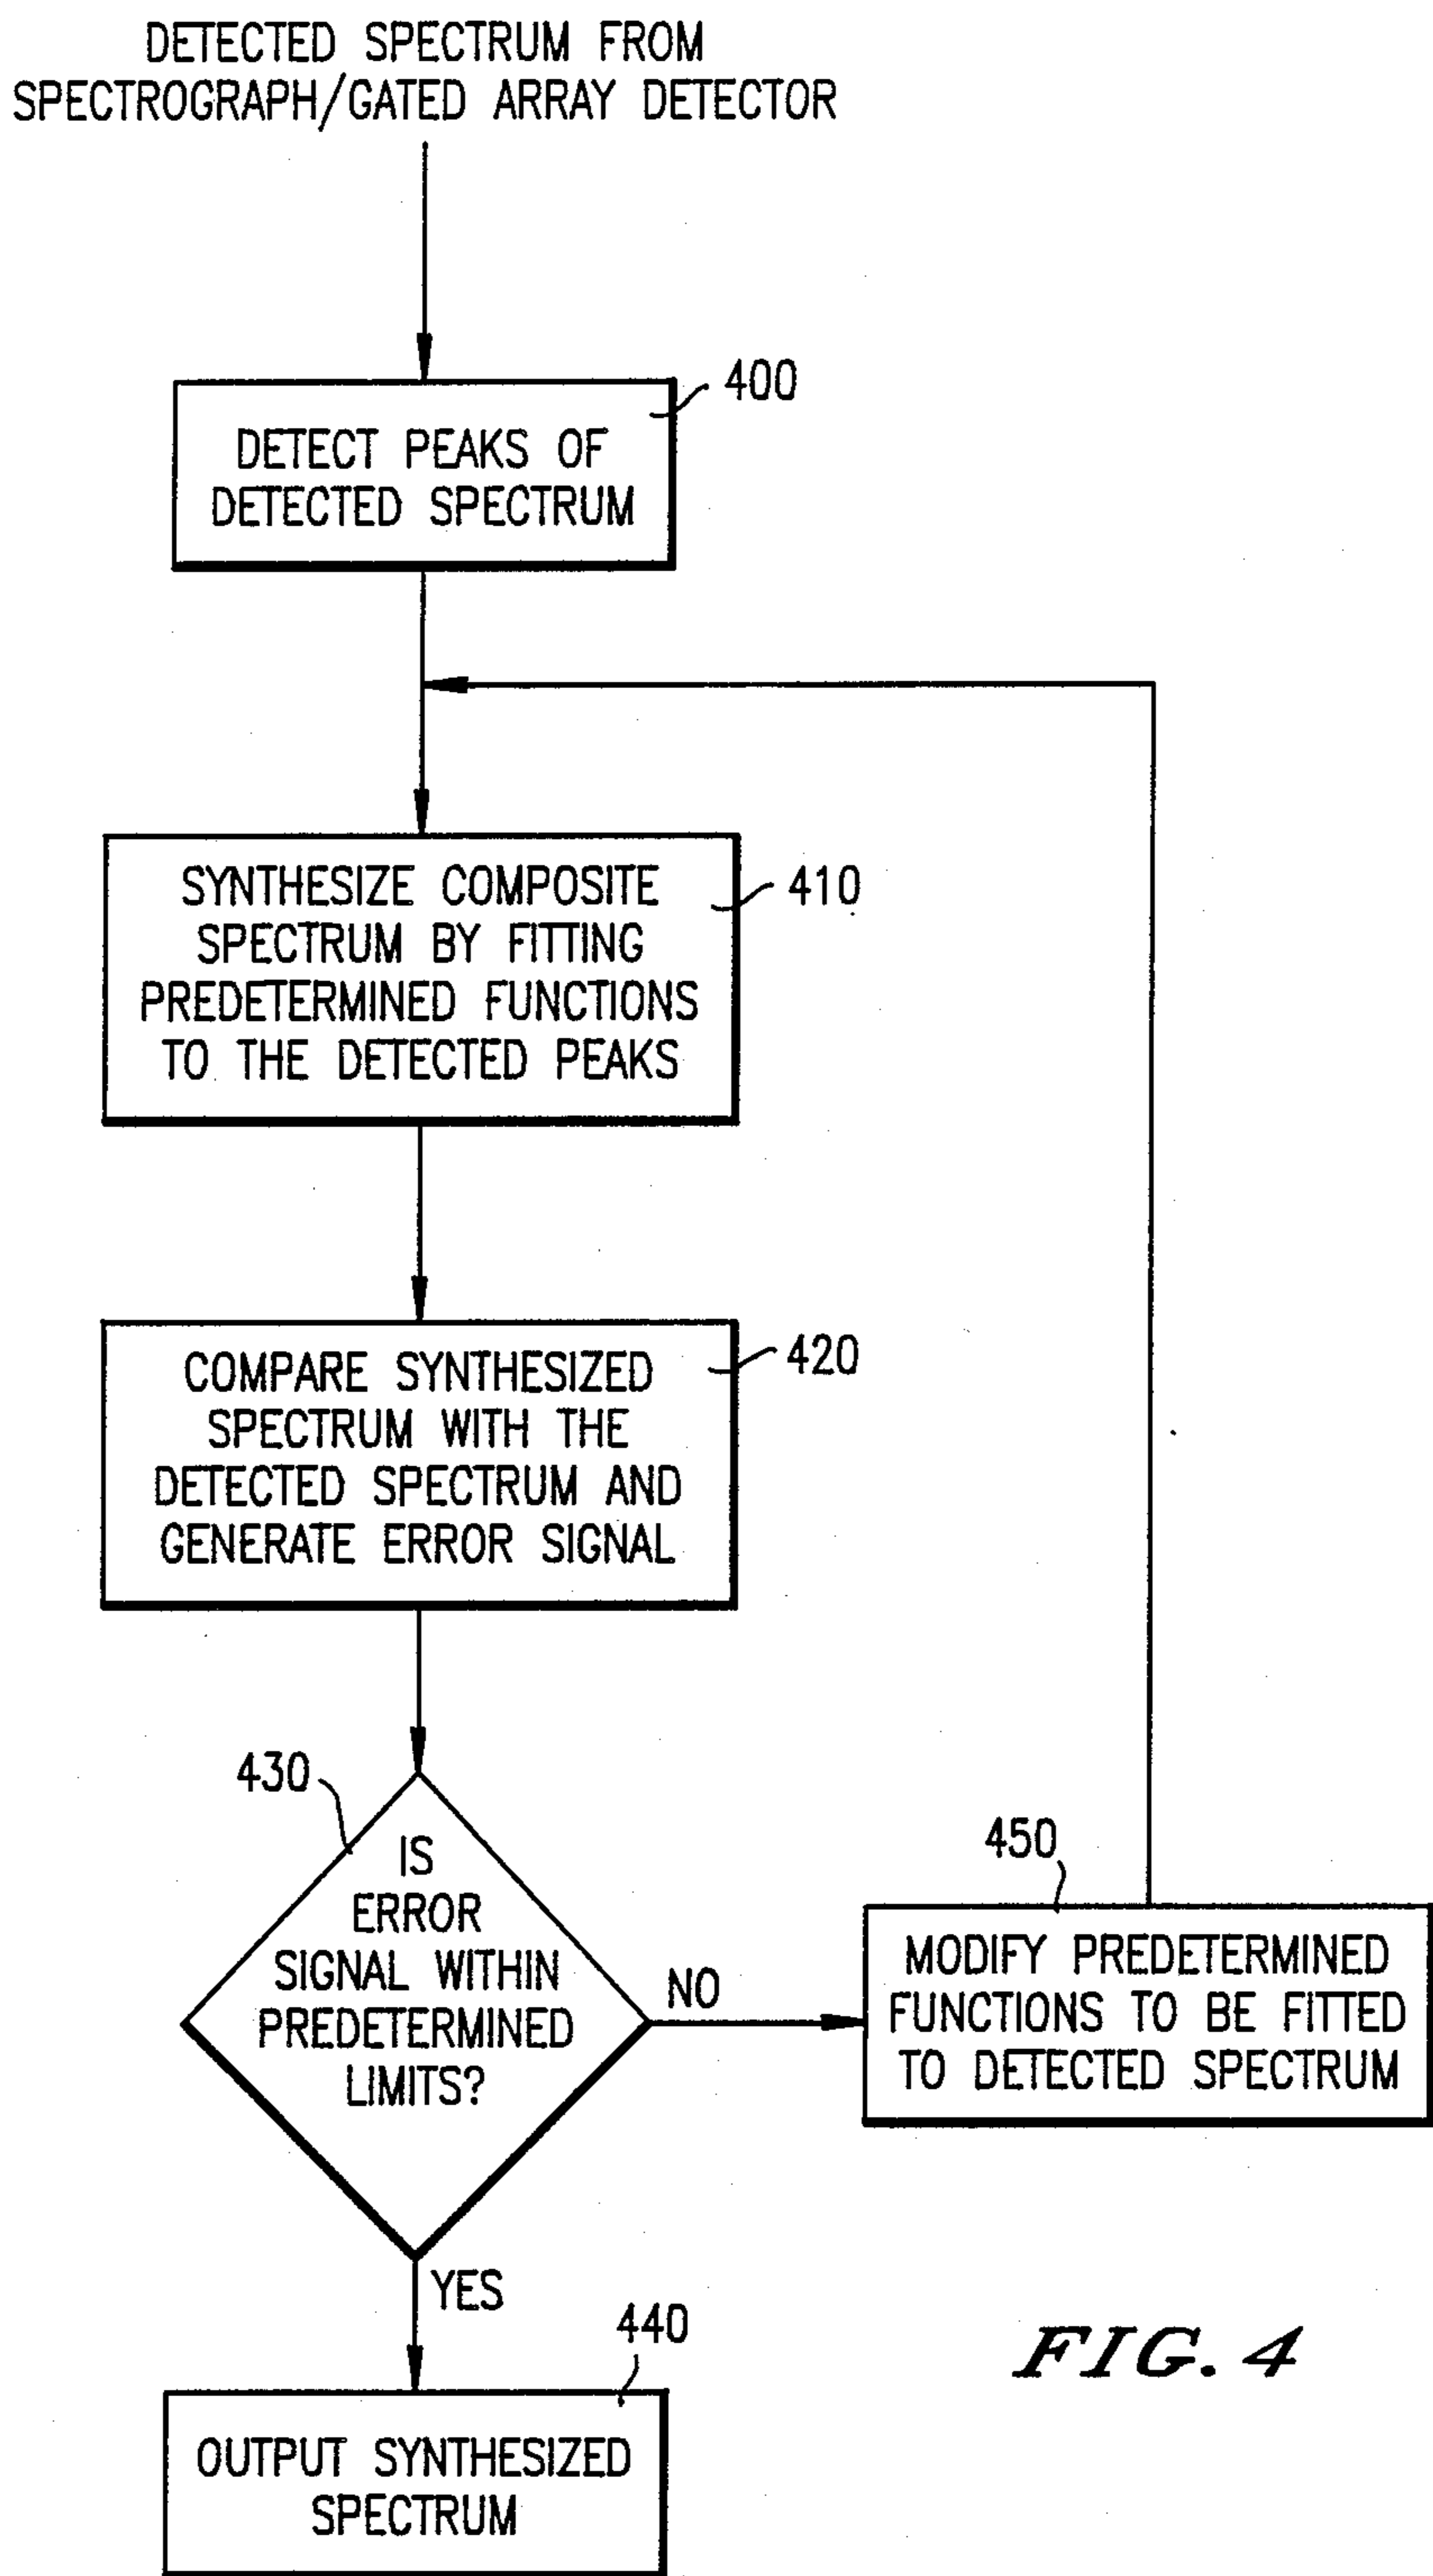 DETECTED SPECTRUM FROM
SPECTROGRAPH/GATED ARRAY DETECTOR
400
DETECT PEAKS OF
DETECTED SPECTRUM
410
SYNTHESIZE COMPOSITE
SPECTRUM BY FITTING
PREDETERMINED FUNCTIONS
TO THE DETECTED PEAKS
420
COMPARE SYNTHESIZED
SPECTRUM WITH THE
DETECTED SPECTRUM AND
GENERATE ERROR SIGNAL
430
IS
ERROR
SIGNAL WITHIN
PREDETERMINED
LIMITS?
NO
450
MODIFY PREDETERMINED
FUNCTIONS TO BE FITTED
TO DETECTED SPECTRUM
YES
440
OUTPUT SYNTHESIZED
SPECTRUM
FIG. 4